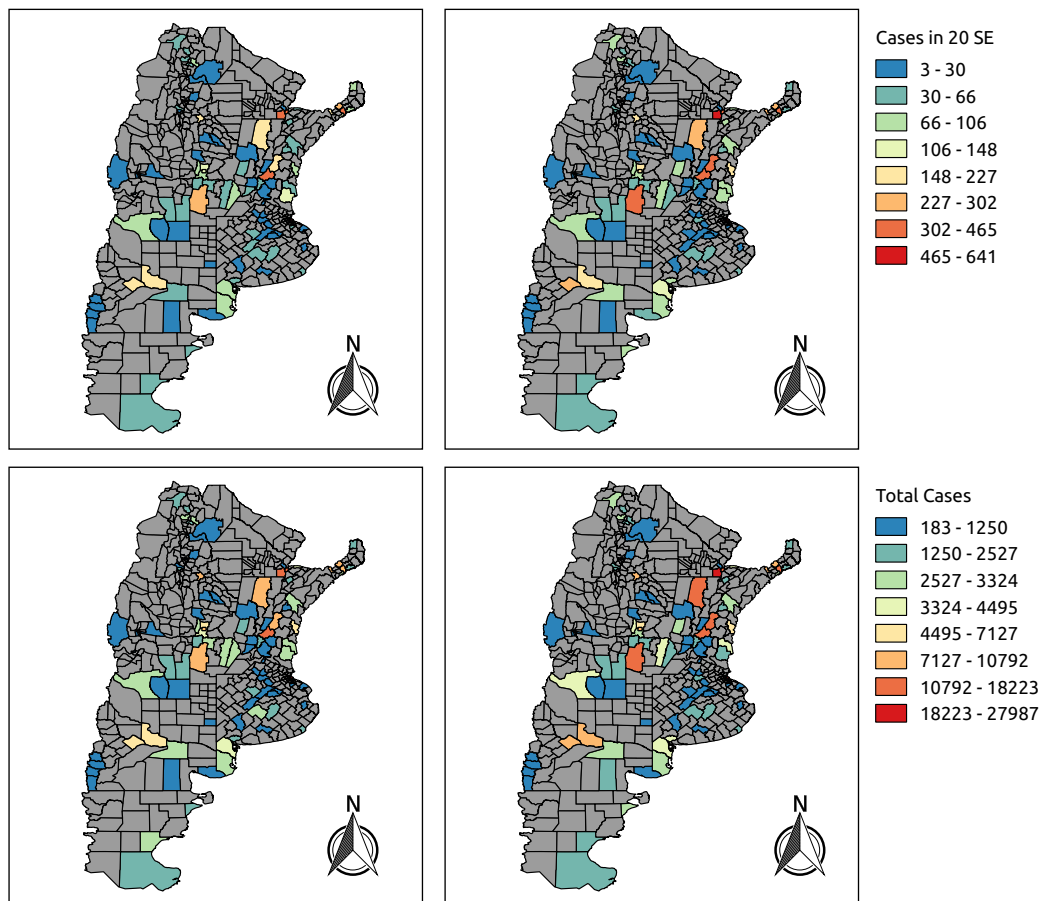 N
N
Cases in 20 SE
3 - 30
30 - 66
66 - 106
106 - 148
148 - 227
227 - 302
302 - 465
465 - 641
N
N
Total Cases
183 - 1250
1250 - 2527
2527 - 3324
3324 - 4495
4495 - 7127
7127 - 10792
10792 - 18223
18223 - 27987